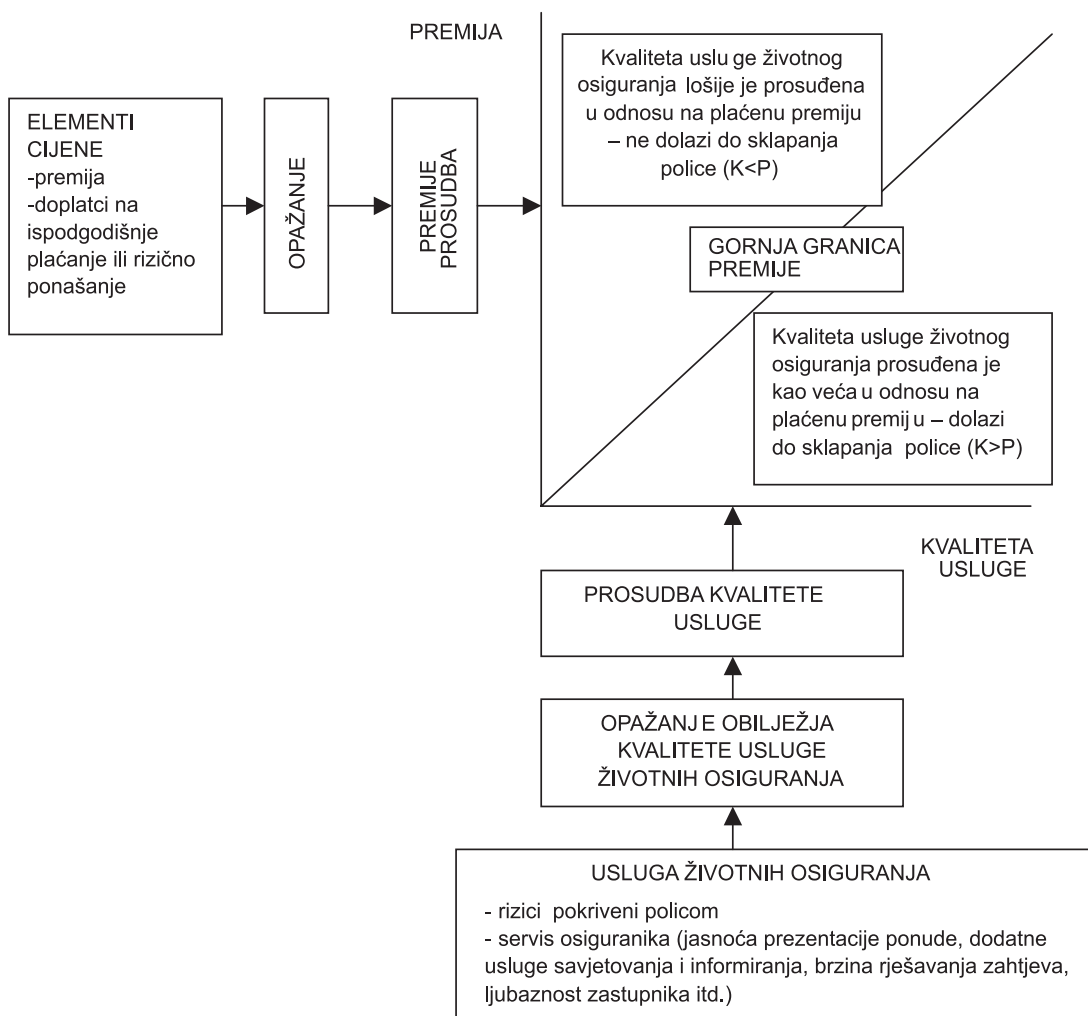 PREMIJA
Kvaliteta uslu ge životnog
osiguranja lošije je prosuđena
u odnosu na plaćenu premiju
– ne dolazi do sklapanja
police (K<P)
ELEMENTI
CIJENE
-premija
-doplatci na
ispodgodišnje
plaćanje ili rizično
ponašanje
OPAŽANJE
PREMIJE
PROSUDBA
GORNJA GRANICA
PREMIJE
Kvaliteta usluge životnog
osiguranja prosuđena je
kao veća u odnosu na
plaćenu premij u – dolazi
do sklapanja police (K>P)
KVALITETA
USLUGE
PROSUDBA KVALITETE
USLUGE
OPAŽANJ E OBILJEŽJA
KVALITETE USLUGE
ŽIVOTNIH OSIGURANJA
USLUGA ŽIVOTNIH OSIGURANJA
- rizici pokriveni policom
- servis osiguranika (jasnoća prezentacije ponude, dodatne
usluge savjetovanja i informiranja, brzina rješavanja zahtjeva,
ljubaznost zastupnika itd.)